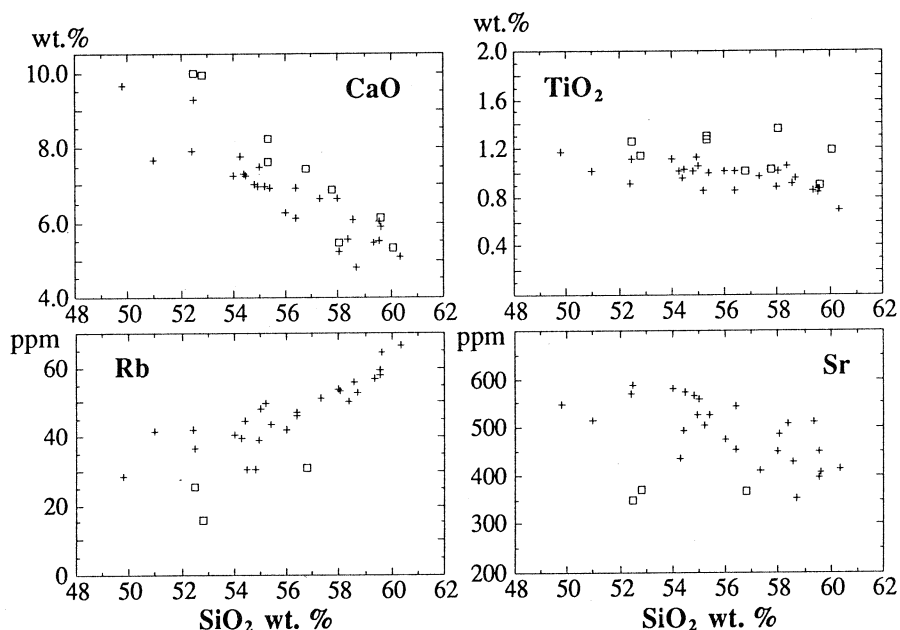 wt.%
10.0
8.0
6.0
4.0
CaO
48 50 52 54 56 58 60 62
wt.%
2.0
1.6
1.2
0.8
0.4
TiO2
48 50 52 54 56 58 60 62
ppm
60
40
20
0
Rb
48 50 52 54 56 58 60 62
SiO2 wt. %
ppm
600
500
400
300
200
Sr
48 50 52 54 56 58 60 62
SiO2 wt. %